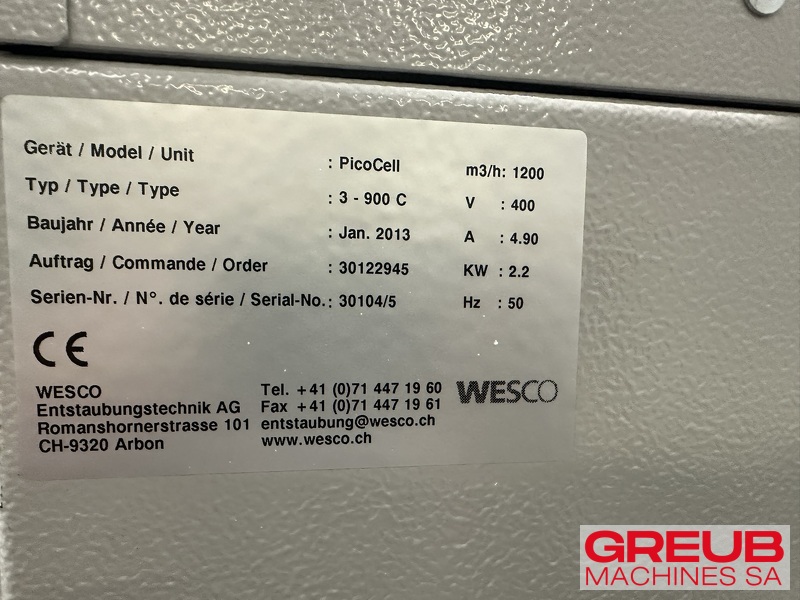 Gerät / Model / Unit : PicoCell m3/h: 1200
Typ / Type / Type : 3 - 900 C V : 400
Baujahr / Année / Year : Jan. 2013 A : 4.90
Auftrag / Commande / Order : 30122945 KW : 2.2
Serien-Nr. / N°. de série / Serial-No.: 30104/5 Hz : 50
CE
WESCO
Entstaubungstechnik AG
Romanshornerstrasse 101
CH-9320 Arbon
Tel. +41 (0)71 447 19 60
Fax +41 (0)71 447 19 61
entstaubung@wesco.ch
www.wesco.ch
WESCO
GREUB
MACHINES SA